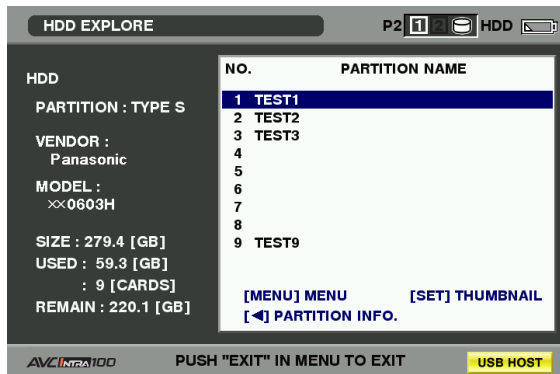 HDD EXPLORE
P2 1 2 HDD
HDD
PARTITION : TYPE S
VENDOR :
Panasonic
MODEL :
××0603H
SIZE : 279.4 [GB]
USED : 59.3 [GB]
: 9 [CARDS]
REMAIN : 220.1 [GB]
NO. PARTITION NAME
1 TEST1
2 TEST2
3 TEST3
4
5
6
7
8
9 TEST9
[MENU] MENU [SET] THUMBNAIL
[◀] PARTITION INFO.
AVC INTRA 100 PUSH "EXIT" IN MENU TO EXIT USB HOST